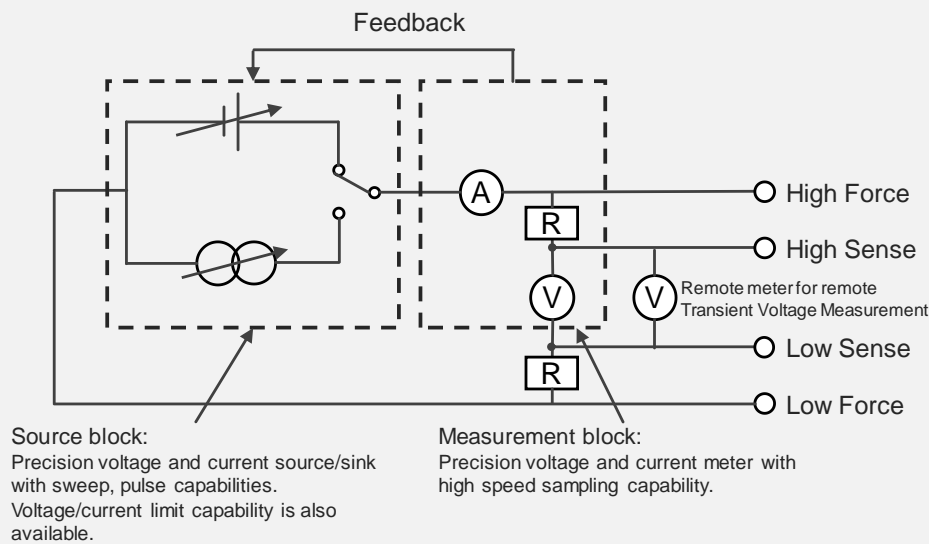 Feedback
A
High Force
R
High Sense
V
V
Remote meter for remote
Transient Voltage Measurement
Low Sense
R
Low Force
Source block:
Precision voltage and current source/sink
with sweep, pulse capabilities.
Voltage/current limit capability is also
available.
Measurement block:
Precision voltage and current meter with
high speed sampling capability.